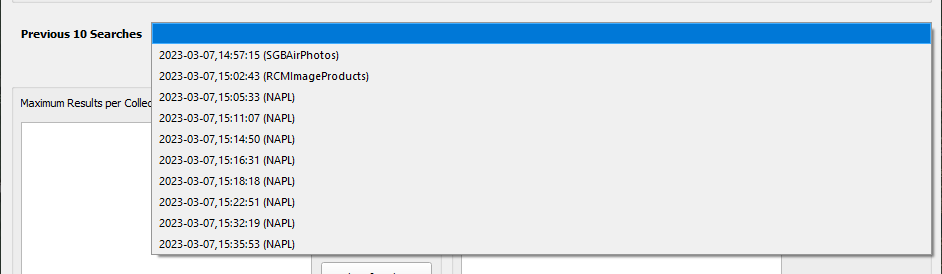 Previous 10 Searches
2023-03-07,14:57:15 (SGBAirPhotos)
2023-03-07,15:02:43 (RCMImageProducts)
Maximum Results per Collec
2023-03-07,15:05:33 (NAPL)
2023-03-07,15:11:07 (NAPL)
2023-03-07,15:14:50 (NAPL)
2023-03-07,15:16:31 (NAPL)
2023-03-07,15:18:18 (NAPL)
2023-03-07,15:22:51 (NAPL)
2023-03-07,15:32:19 (NAPL)
2023-03-07,15:35:53 (NAPL)